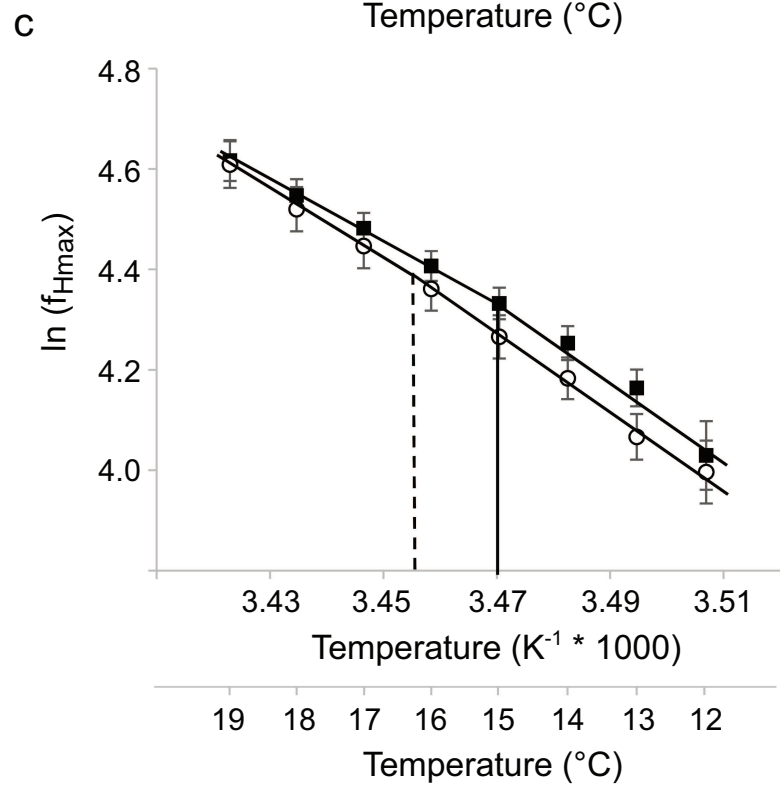 c
Temperature (°C)
4.8
4.6
4.4
4.2
4.0
ln (fHmax)
3.43 3.45 3.47 3.49 3.51
Temperature (K-1 * 1000)
19 18 17 16 15 14 13 12
Temperature (°C)